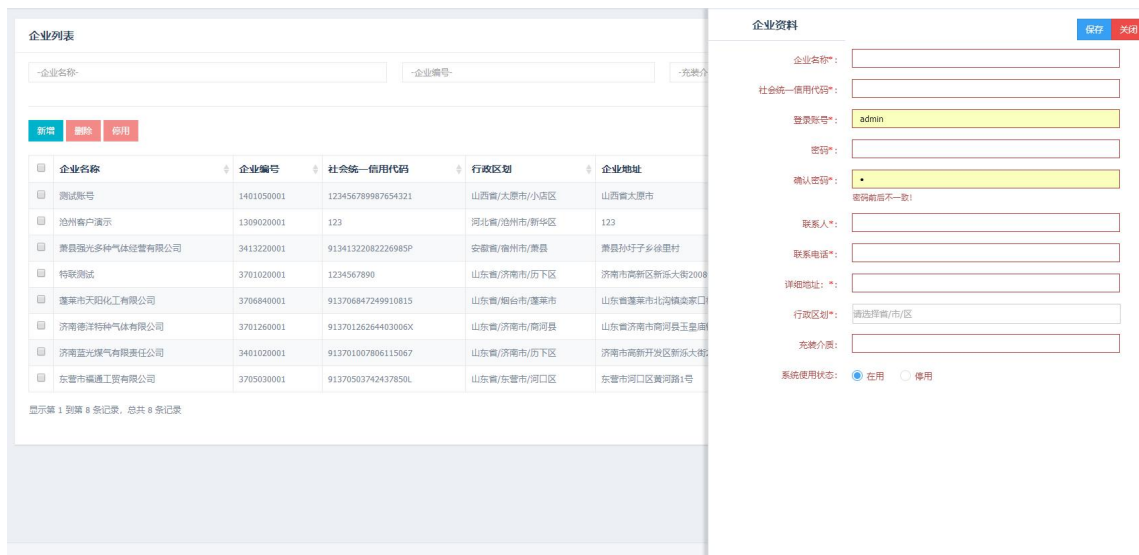 企业列表
-企业名称-
-企业编号-
-充装介
新增 删除 停用
企业名称 企业编号 社会统一信用代码 行政区划 企业地址
测试账号 1401050001 123456789987654321 山西省/太原市/小店区 山西省太原市
沧州客户演示 1309020001 123 河北省/沧州市/新华区 123
萧县强光多种气体经营有限公司 3413220001 91341322082226985P 安徽省/宿州市/萧县 萧县孙圩子乡徐里村
特联测试 3701020001 1234567890 山东省/济南市/历下区 济南市高新区新泺大街2008
蓬莱市天阳化工有限公司 3706840001 913706847249910815 山东省/烟台市/蓬莱市 山东省蓬莱市北沟镇栾家口
济南德洋特种气体有限公司 3701260001 91370126264403006X 山东省/济南市/商河县 山东省济南市商河县玉皇庙
济南蓝光煤气有限责任公司 3401020001 913701007806115067 山东省/济南市/历下区 济南市高新开发区新泺大街
东营市福通工贸有限公司 3705030001 91370503742437850L 山东省/东营市/河口区 东营市河口区黄河路1号
显示第 1 到第 8 条记录，总共 8 条记录
企业资料
保存 关闭
企业名称*：
社会统一信用代码*：
登录账号*： admin
密码*：
确认密码*： •
密码前后不一致！
联系人*：
联系电话*：
详细地址：*：
行政区划*： 请选择省/市/区
充装介质：
系统使用状态： 在用 停用